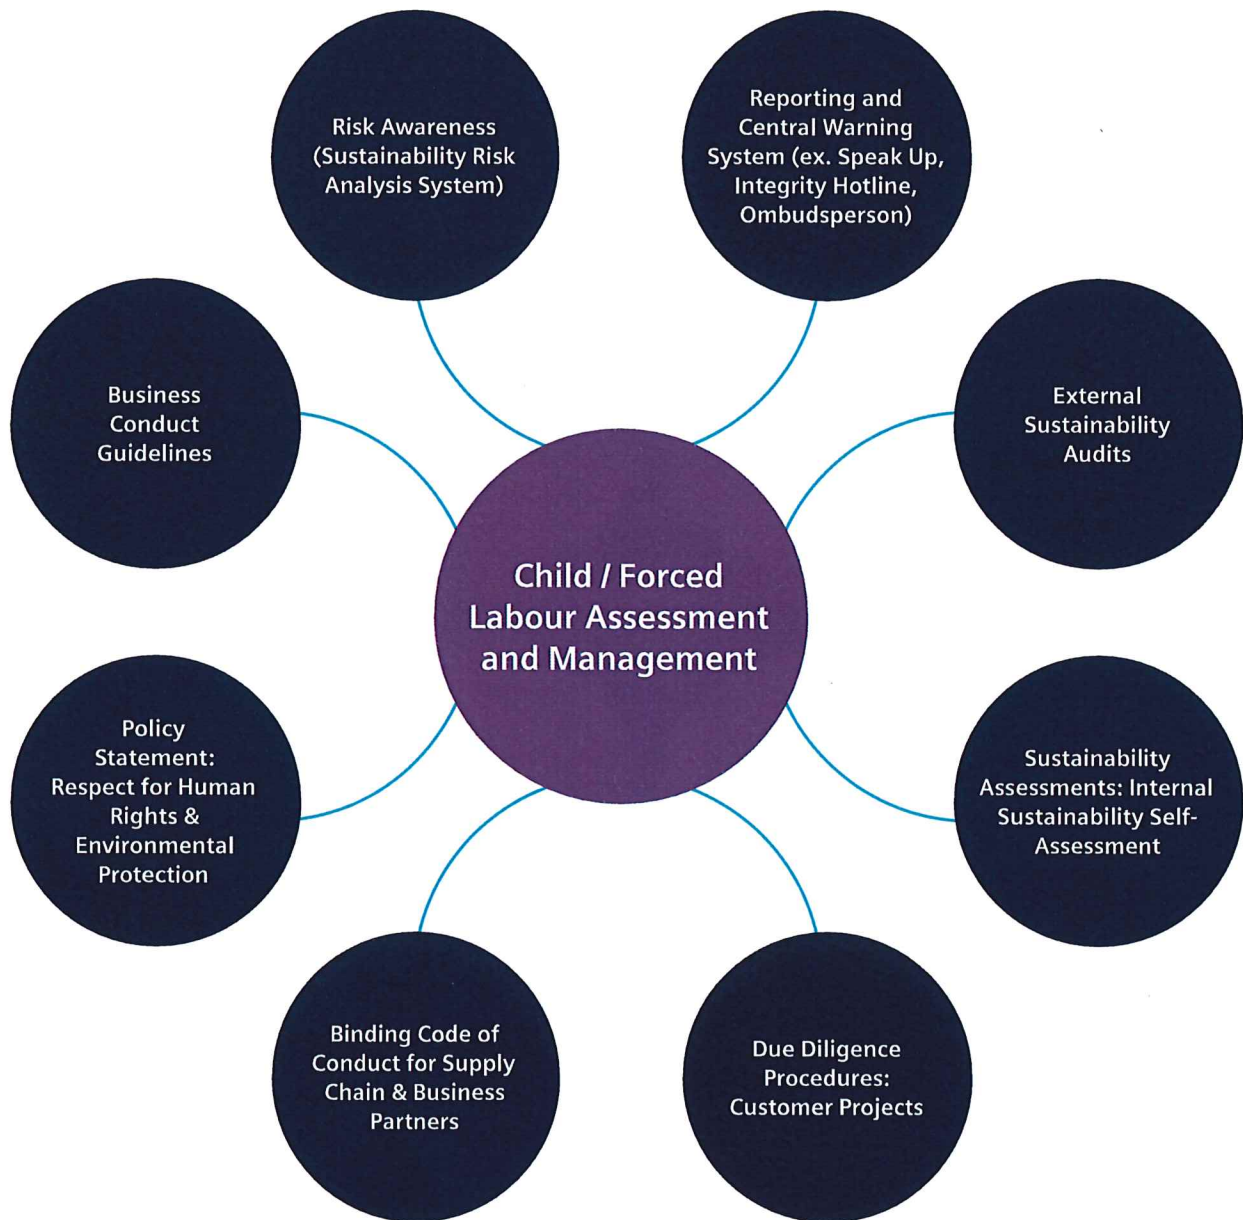 Risk Awareness
(Sustainability Risk
Analysis System)
Reporting and
Central Warning
System (ex. Speak Up,
Integrity Hotline,
Ombudsperson)
Business
Conduct
Guidelines
External
Sustainability
Audits
Child / Forced
Labour Assessment
and Management
Policy
Statement:
Respect for Human
Rights &
Environmental
Protection
Sustainability
Assessments: Internal
Sustainability Self-
Assessment
Binding Code of
Conduct for Supply
Chain & Business
Partners
Due Diligence
Procedures:
Customer Projects